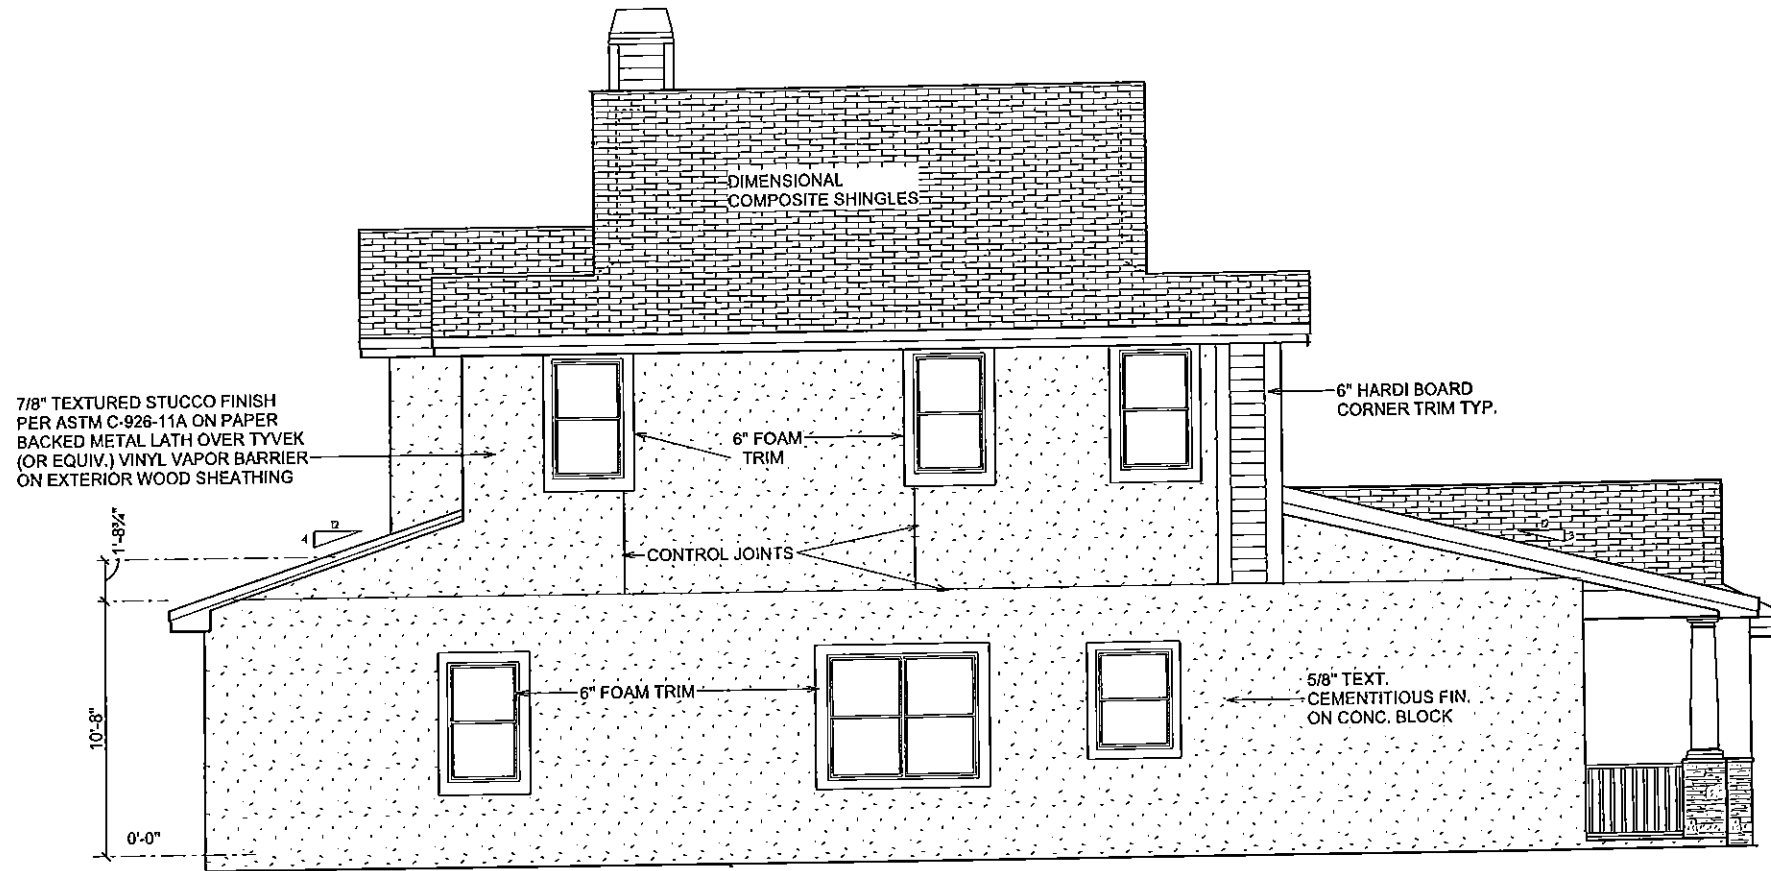 DIMENSIONAL
COMPOSITE SHINGLES
7/8" TEXTURED STUCCO FINISH
PER ASTM C-926-11A ON PAPER
BACKED METAL LATH OVER TYVEK
(OR EQUIV.) VINYL VAPOR BARRIER
ON EXTERIOR WOOD SHEATHING
6" HARDI BOARD
CORNER TRIM TYP.
6" FOAM
TRIM
12
4
12
3
1'-8¾"
CONTROL JOINTS
6" FOAM TRIM
5/8" TEXT.
CEMENTITIOUS FIN.
ON CONC. BLOCK
10'-8"
0'-0"